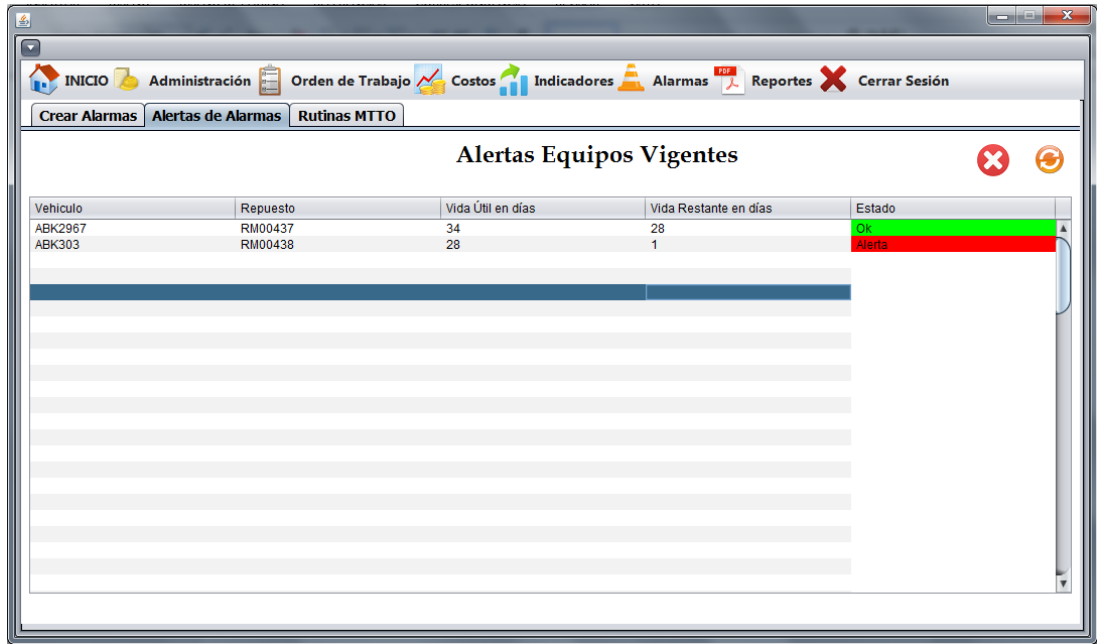 INICIO Administración Orden de Trabajo Costos Indicadores Alarmas PDF Reportes Cerrar Sesión
Crear Alarmas Alertas de Alarmas Rutinas MTTO
Alertas Equipos Vigentes
Vehiculo Repuesto Vida Útil en días Vida Restante en días Estado
ABK2967 RM00437 34 28 Ok
ABK303 RM00438 28 1 Alerta